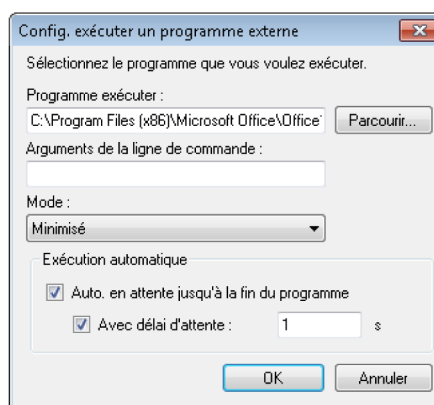 Config. exécuter un programme externe
Sélectionnez le programme que vous voulez exécuter.
Programme exécuter :
C:\Program Files (x86)\Microsoft Office\Office
Parcourir...
Arguments de la ligne de commande :
Mode :
Minimisé
Exécution automatique
Auto. en attente jusqu'à la fin du programme
Avec délai d'attente : 1 s
OK Annuler